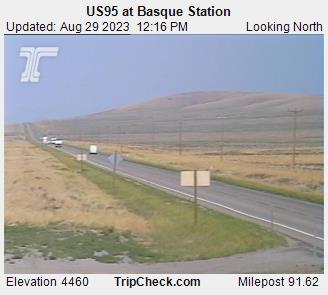 US95 at Basque Station
Updated: Aug 29 2023 12:16 PM Looking North
Elevation 4460 TripCheck.com Milepost 91.62